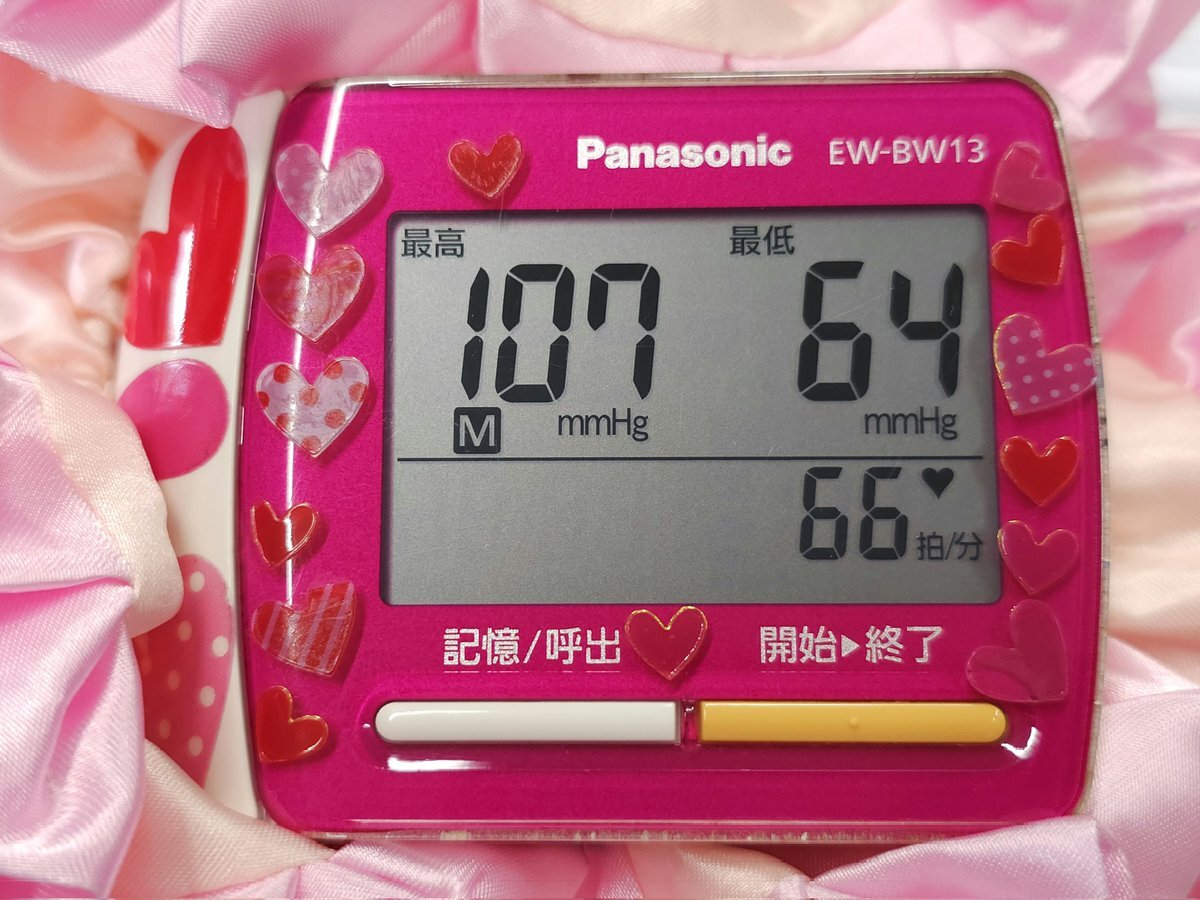 Panasonic EW-BW13
最高 最低
107 64
M mmHg mmHg
66 ♥
拍/分
記憶/呼出 開始▶終了